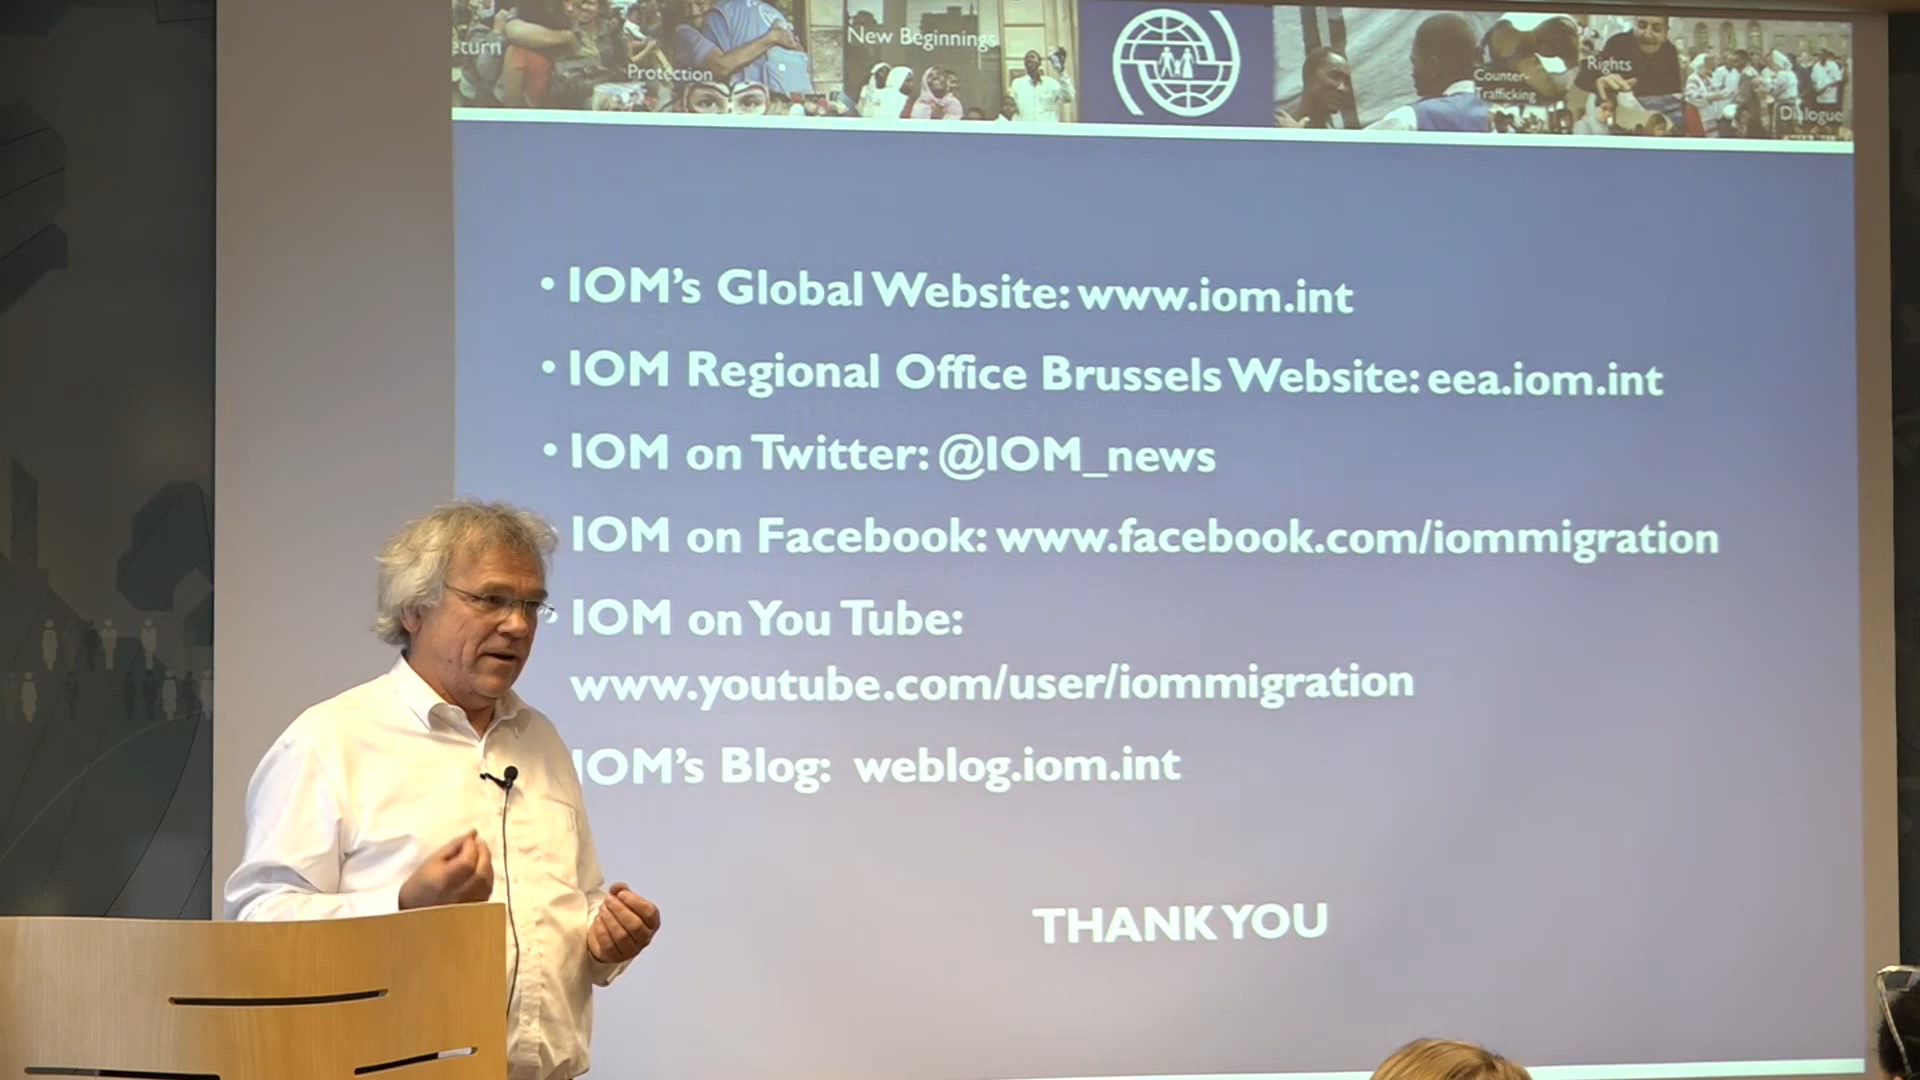 New Beginnings
Protection
Rights
Counter-
Trafficking
Dialogue
• IOM's Global Website: www.iom.int
• IOM Regional Office Brussels Website: eea.iom.int
• IOM on Twitter: @IOM_news
IOM on Facebook: www.facebook.com/iommigration
IOM on You Tube:
www.youtube.com/user/iommigration
IOM's Blog: weblog.iom.int
THANK YOU